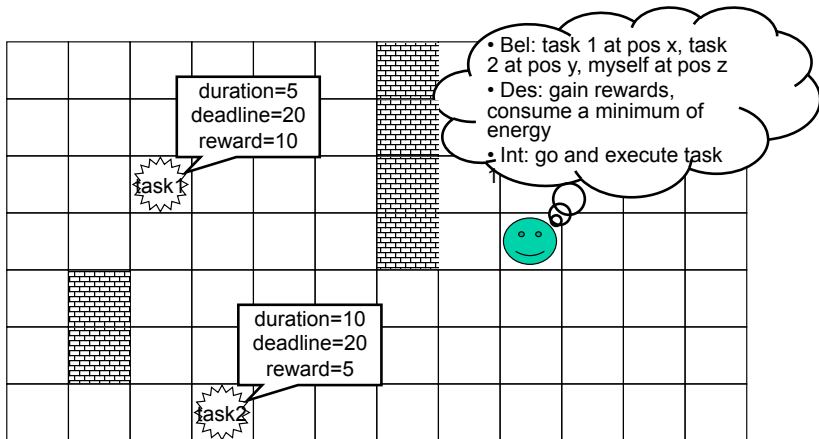 • Bel: task 1 at pos x, task
2 at pos y, myself at pos z
• Des: gain rewards,
consume a minimum of
energy
• Int: go and execute task
1
duration=5
deadline=20
reward=10
task1
duration=10
deadline=20
reward=5
task2